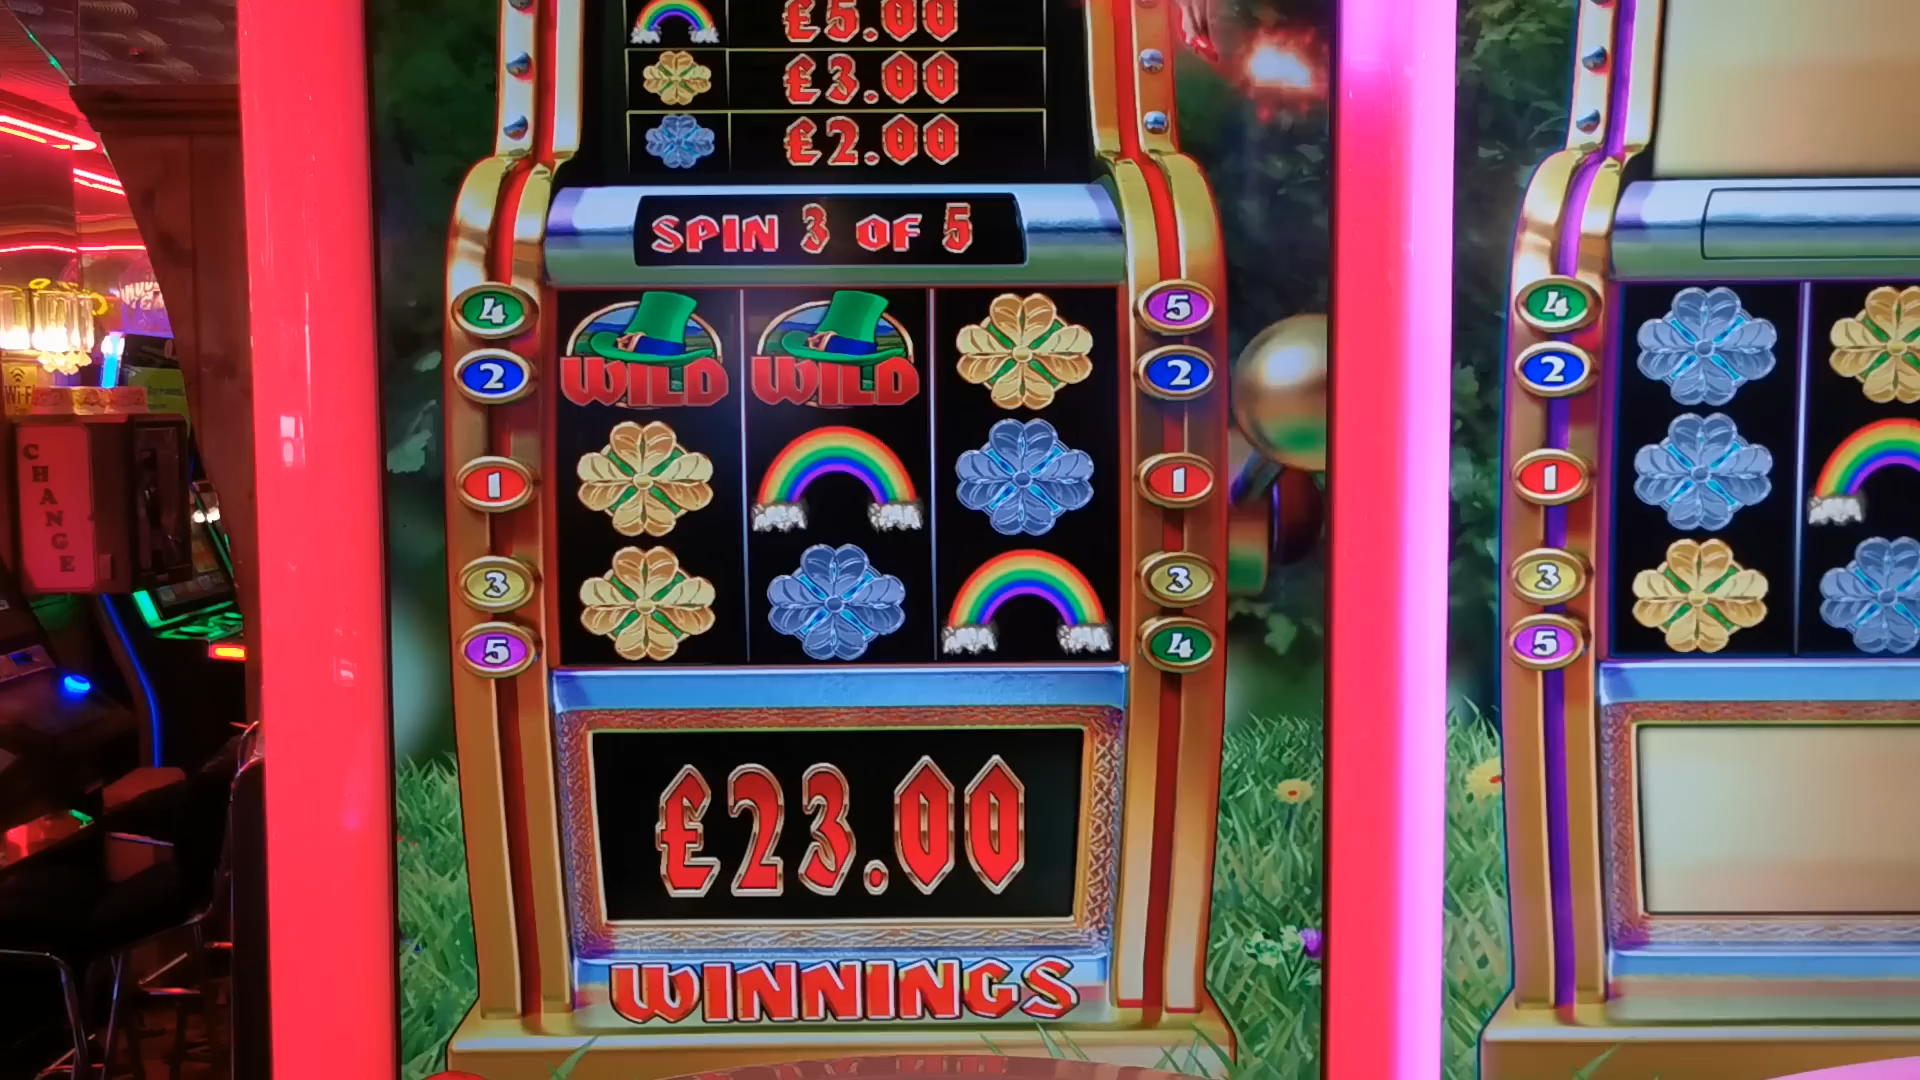 £5.00
£3.00
£2.00
SPIN 3 OF 5
4 WILD WILD 5
2 2
1 1
3 3
5 4
£23.00
WINNINGS
4
2
1
3
5
CHANGE
Wi-F